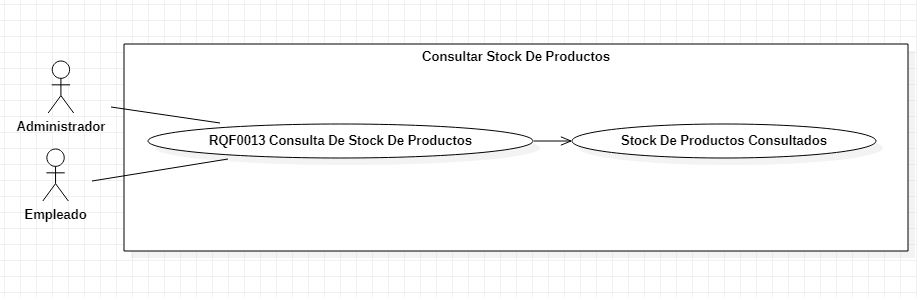 Consultar Stock De Productos
Administrador
RQF0013 Consulta De Stock De Productos
Stock De Productos Consultados
Empleado